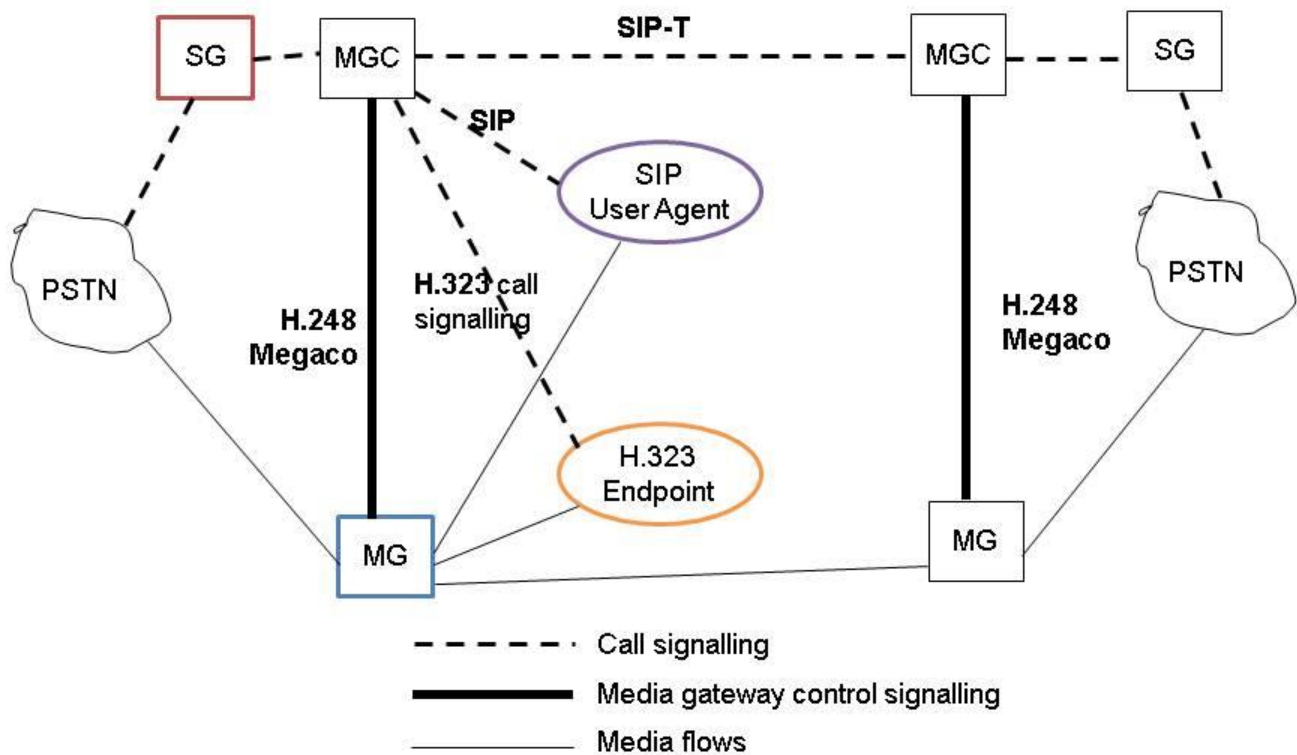 SIP-T
SG
MGC
MGC
SG
SIP
SIP
User Agent
PSTN
H.323 call
signalling
H.248
Megaco
H.248
Megaco
PSTN
H.323
Endpoint
MG
MG
Call signalling
Media gateway control signalling
Media flows